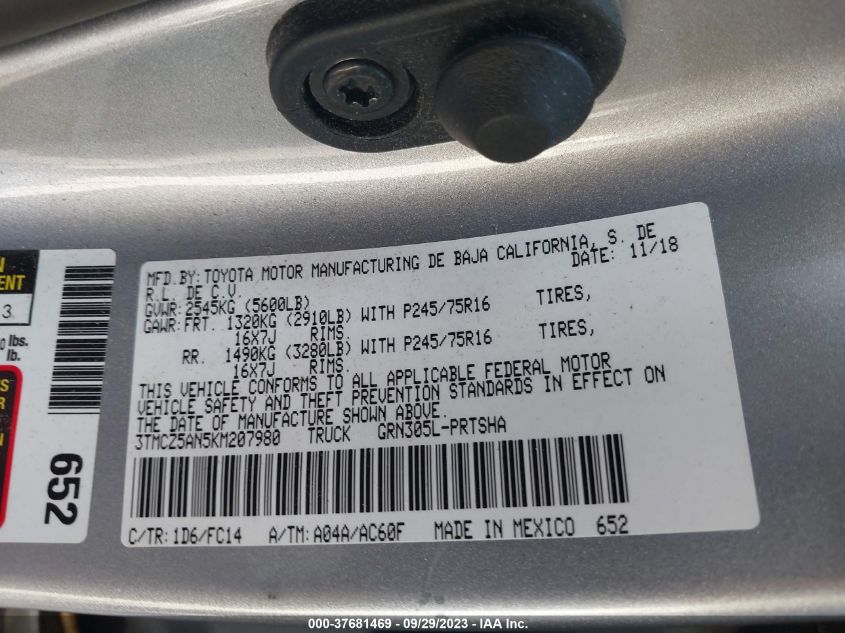 MFD.BY: TOYOTA MOTOR MANUFACTURING DE BAJA CALIFORNIA, S. DE
R.L. DE C.V. DATE: 11/18
GVWR: 2545KG (5600LB)
GAWR: FRT. 1320KG (2910LB) WITH P245/75R16 TIRES,
16X7J RIMS.
RR. 1490KG (3280LB) WITH P245/75R16 TIRES,
16X7J RIMS.
THIS VEHICLE CONFORMS TO ALL APPLICABLE FEDERAL MOTOR
VEHICLE SAFETY AND THEFT PREVENTION STANDARDS IN EFFECT ON
THE DATE OF MANUFACTURE SHOWN ABOVE.
3TMCZ5AN5KM207980 TRUCK GRN305L-PRTSHA
C/TR: 1D6/FC14 A/TM: A04A/AC60F MADE IN MEXICO 652
3
lbs.
lb.
652
000-37681469 - 09/29/2023 - IAA Inc.